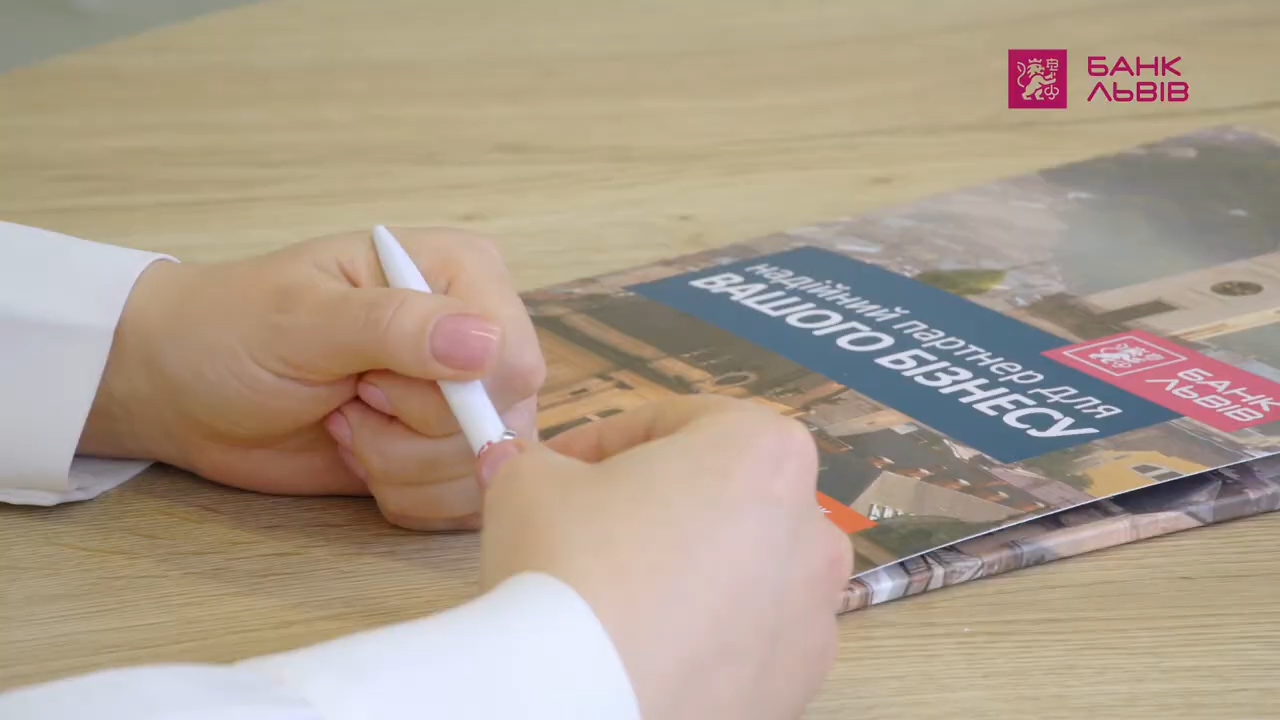 БАНК
ЛЬВІВ
надійний партнер для
ВАШОГО БІЗНЕСУ
БАНК
ЛЬВІВ